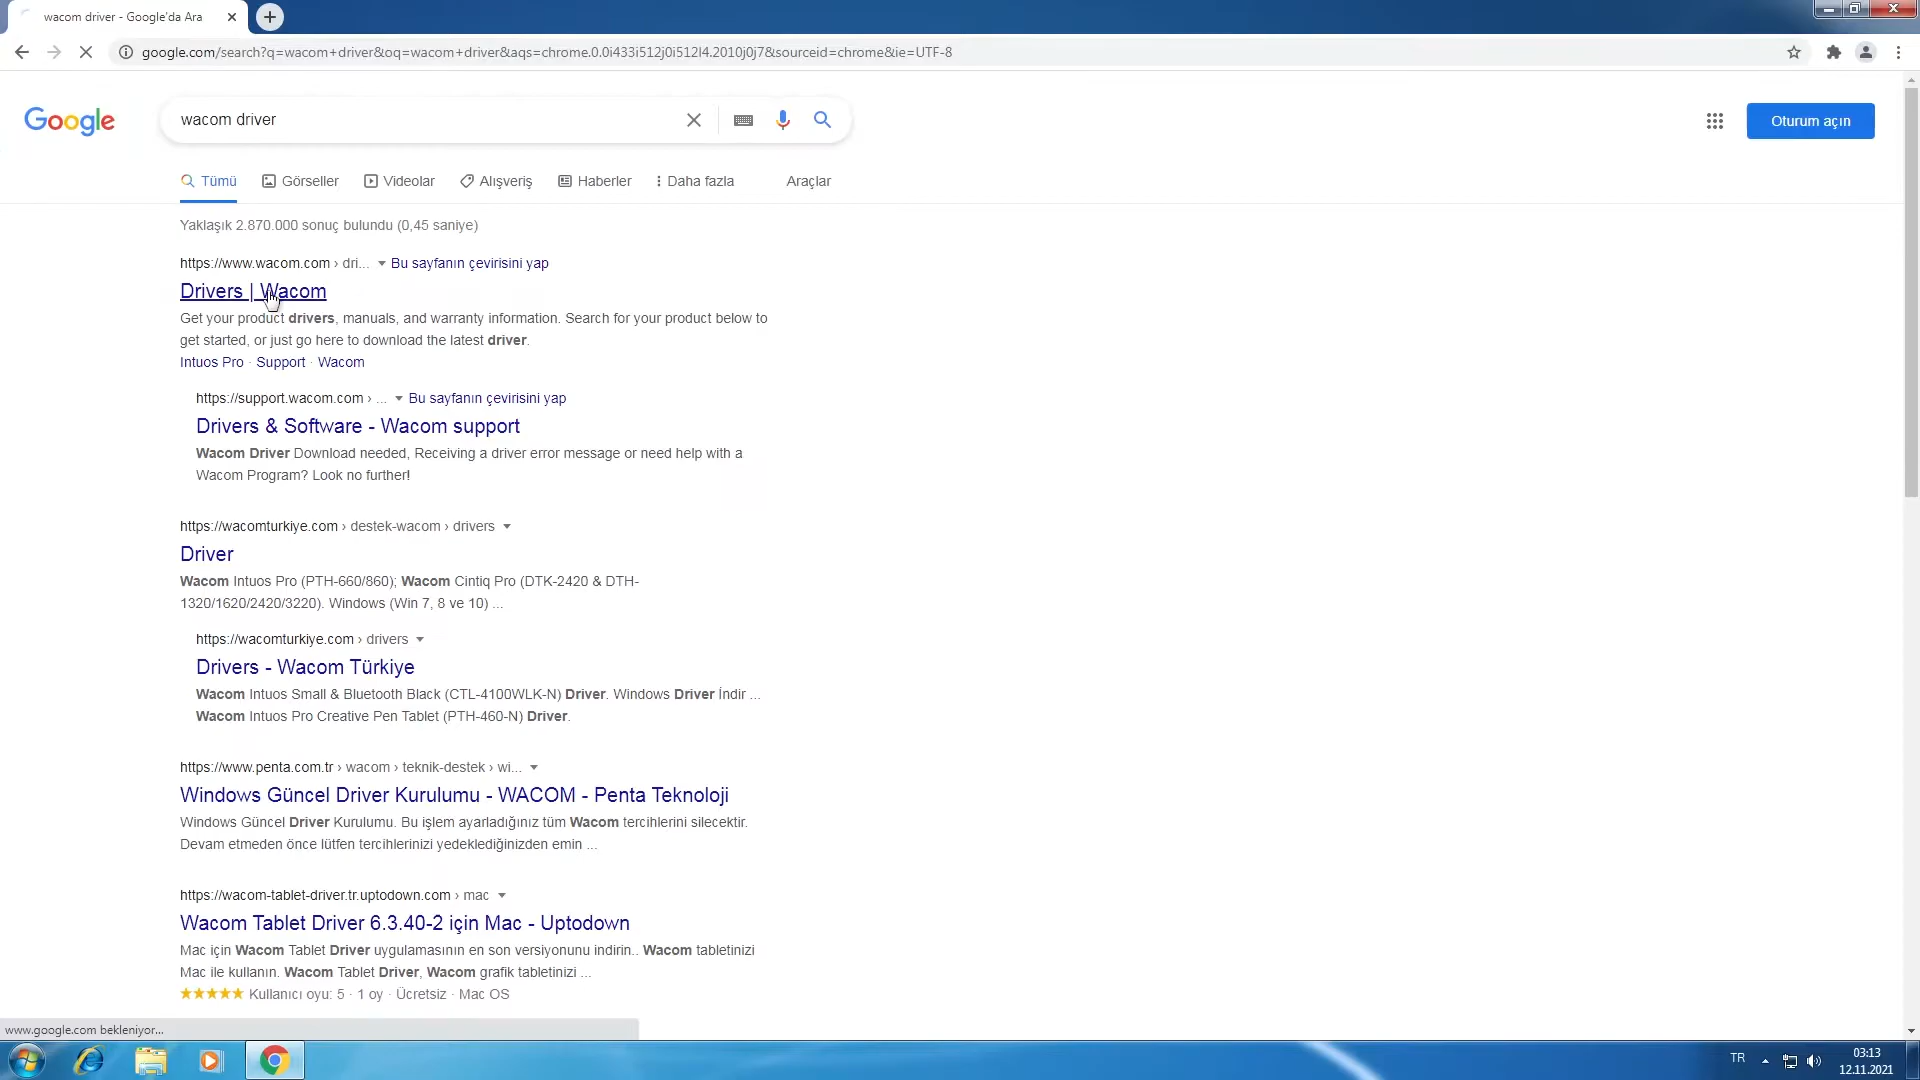 wacom driver - Google'da Ara
google.com/search?q=wacom+driver&oq=wacom+driver&aqs=chrome.0.0i433i512j0i512l4.2010j0j7&sourceid=chrome&ie=UTF-8
Google
wacom driver
Oturum açın
Tümü Görseller Videolar Alışveriş Haberler Daha fazla Araçlar
Yaklaşık 2.870.000 sonuç bulundu (0,45 saniye)
https://www.wacom.com › dri... Bu sayfanın çevirisini yap
Drivers | Wacom
Get your product drivers, manuals, and warranty information. Search for your product below to
get started, or just go here to download the latest driver.
Intuos Pro · Support · Wacom
https://support.wacom.com › ... Bu sayfanın çevirisini yap
Drivers & Software - Wacom support
Wacom Driver Download needed, Receiving a driver error message or need help with a
Wacom Program? Look no further!
https://wacomturkiye.com › destek-wacom › drivers
Driver
Wacom Intuos Pro (PTH-660/860); Wacom Cintiq Pro (DTK-2420 & DTH-
1320/1620/2420/3220). Windows (Win 7, 8 ve 10) ...
https://wacomturkiye.com › drivers
Drivers - Wacom Türkiye
Wacom Intuos Small & Bluetooth Black (CTL-4100WLK-N) Driver. Windows Driver İndir ...
Wacom Intuos Pro Creative Pen Tablet (PTH-460-N) Driver.
https://www.penta.com.tr › wacom › teknik-destek › wi...
Windows Güncel Driver Kurulumu - WACOM - Penta Teknoloji
Windows Güncel Driver Kurulumu. Bu işlem ayarladığınız tüm Wacom tercihlerini silecektir.
Devam etmeden önce lütfen tercihlerinizi yedeklediğinizden emin ...
https://wacom-tablet-driver.tr.uptodown.com › mac
Wacom Tablet Driver 6.3.40-2 için Mac - Uptodown
Mac için Wacom Tablet Driver uygulamasının en son versiyonunu indirin.. Wacom tabletinizi
Mac ile kullanın. Wacom Tablet Driver, Wacom grafik tabletinizi ...
Kullanıcı oyu: 5 · 1 oy · Ücretsiz · Mac OS
www.google.com bekleniyor...
TR
03:13
12.11.2021